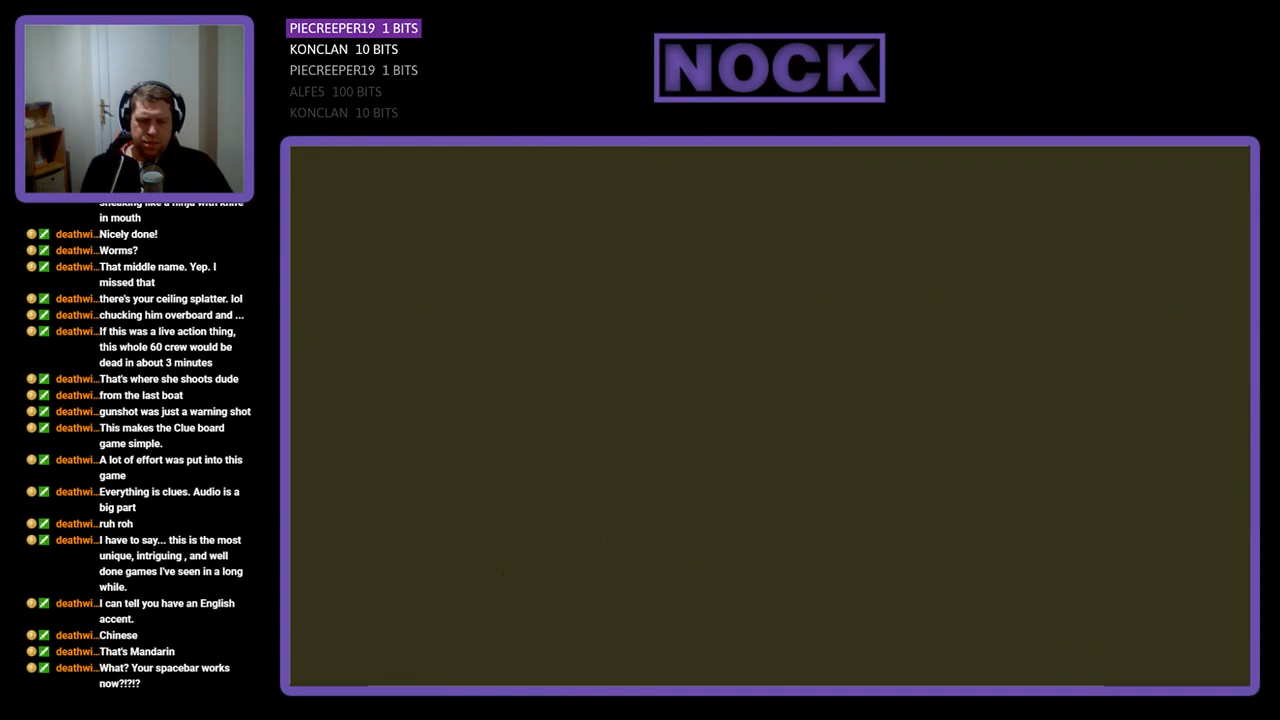 PIECREEPER19 1 BITS
KONCLAN 10 BITS
PIECREEPER19 1 BITS
ALFE5 100 BITS
KONCLAN 10 BITS
NOCK
sneaking like a ninja with knife
in mouth
deathwi...Nicely done!
deathwi...Worms?
deathwi...That middle name. Yep. I
missed that
deathwi...there's your ceiling splatter. lol
deathwi...chucking him overboard and ...
deathwi...If this was a live action thing,
this whole 60 crew would be
dead in about 3 minutes
deathwi...That's where she shoots dude
deathwi...from the last boat
deathwi...gunshot was just a warning shot
deathwi...This makes the Clue board
game simple.
deathwi...A lot of effort was put into this
game
deathwi...Everything is clues. Audio is a
big part
deathwi...ruh roh
deathwi...I have to say... this is the most
unique, intriguing , and well
done games I've seen in a long
while.
deathwi...I can tell you have an English
accent.
deathwi...Chinese
deathwi...That's Mandarin
deathwi...What? Your spacebar works
now?!?!?